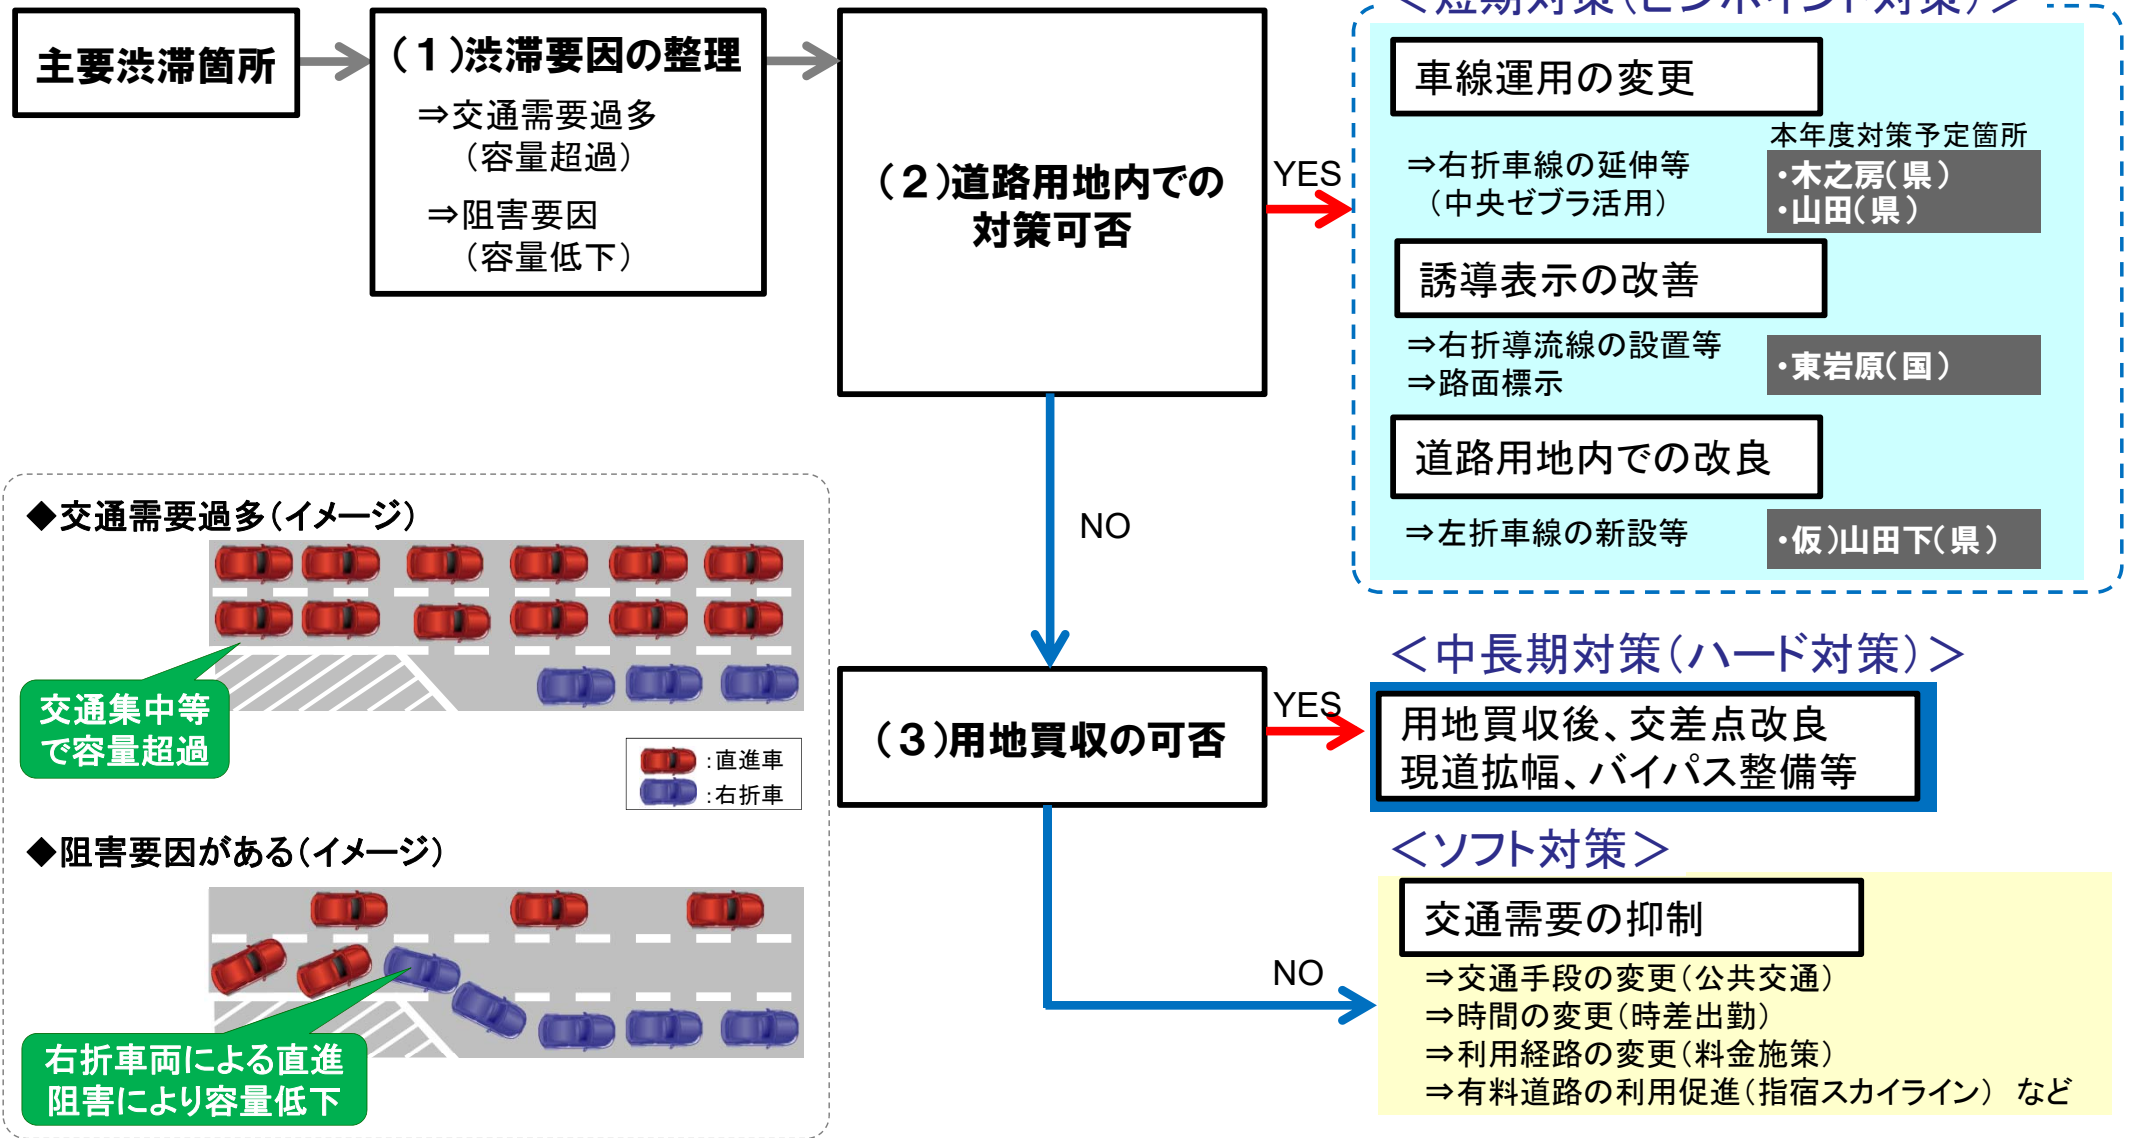 主要渋滞箇所
(1)渋滞要因の整理
⇒交通需要過多
(容量超過)
⇒阻害要因
(容量低下)
(2)道路用地内での
対策可否
YES
NO
<短期対策(ピンポイント対策)>
車線運用の変更
本年度対策予定箇所
⇒右折車線の延伸等
(中央ゼブラ活用)
・木之房(県)
・山田(県)
誘導表示の改善
⇒右折導流線の設置等
⇒路面標示
・東岩原(国)
道路用地内での改良
⇒左折車線の新設等
・仮)山田下(県)
(3)用地買収の可否
YES
NO
<中長期対策(ハード対策)>
用地買収後、交差点改良
現道拡幅、バイパス整備等
<ソフト対策>
交通需要の抑制
⇒交通手段の変更(公共交通)
⇒時間の変更(時差出勤)
⇒利用経路の変更(料金施策)
⇒有料道路の利用促進(指宿スカイライン) など
◆交通需要過多(イメージ)
交通集中等
で容量超過
:直進車
:右折車
◆阻害要因がある(イメージ)
右折車両による直進
阻害により容量低下